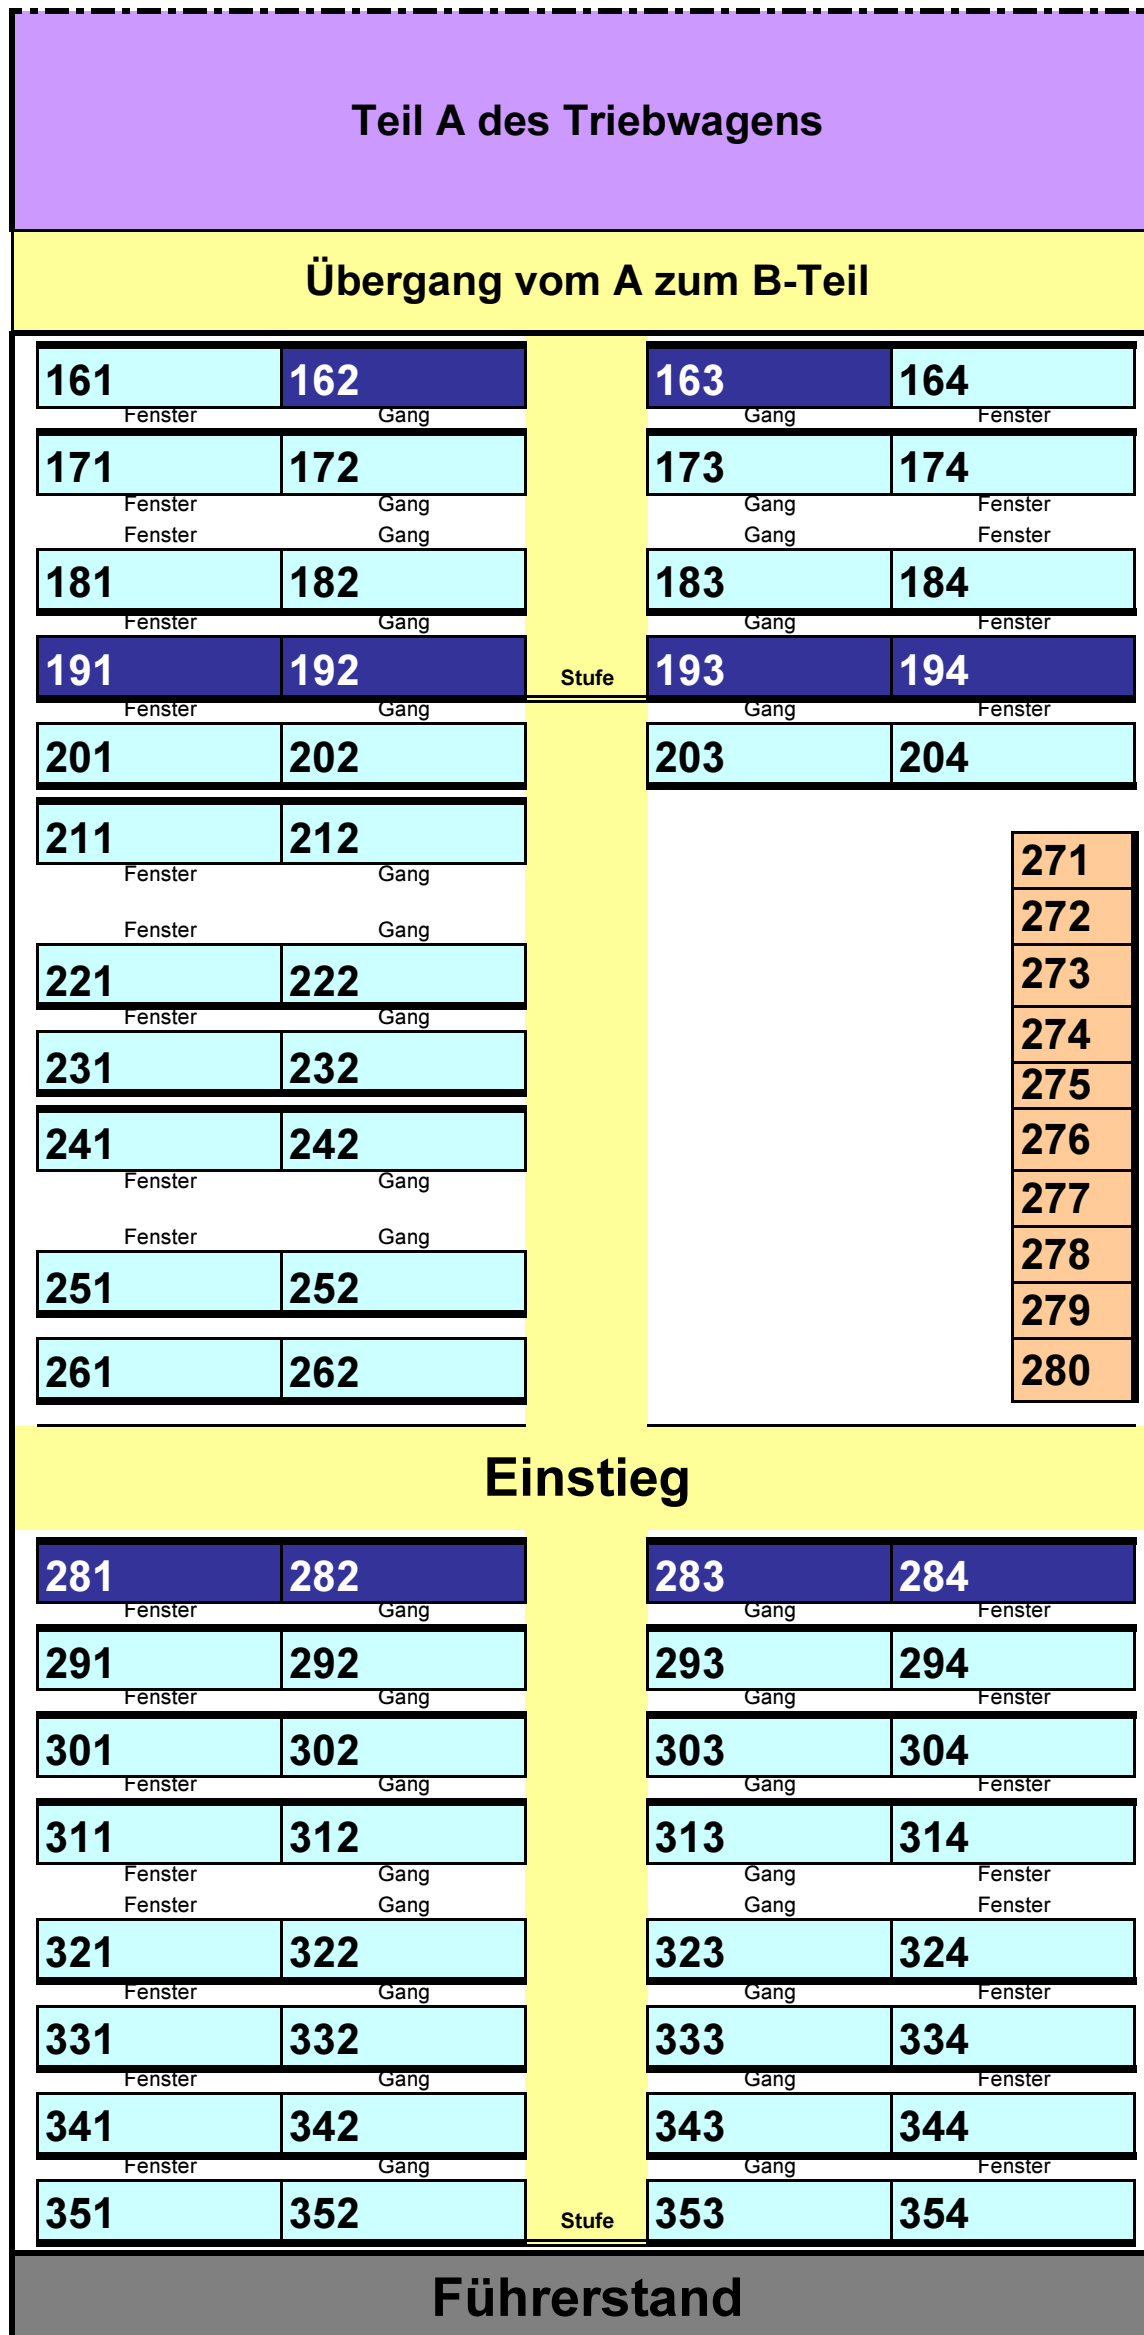 Teil A des Triebwagens
Übergang vom A zum B-Teil
161 162 163 164
Fenster Gang Gang Fenster
171 172 173 174
Fenster Gang Gang Fenster
Fenster Gang Gang Fenster
181 182 183 184
Fenster Gang Gang Fenster
191 192 Stufe 193 194
Fenster Gang Gang Fenster
201 202 203 204
211 212
271
Fenster Gang
272
Fenster Gang
221 222 273
Fenster Gang
274
231 232 275
241 242 276
Fenster Gang
277
Fenster Gang
278
251 252
279
261 262 280
Einstieg
281 282 283 284
Fenster Gang Gang Fenster
291 292 293 294
Fenster Gang Gang Fenster
301 302 303 304
Fenster Gang Gang Fenster
311 312 313 314
Fenster Gang Gang Fenster
Fenster Gang Gang Fenster
321 322 323 324
Fenster Gang Gang Fenster
331 332 333 334
Fenster Gang Gang Fenster
341 342 343 344
Fenster Gang Gang Fenster
351 352 Stufe 353 354
Führerstand